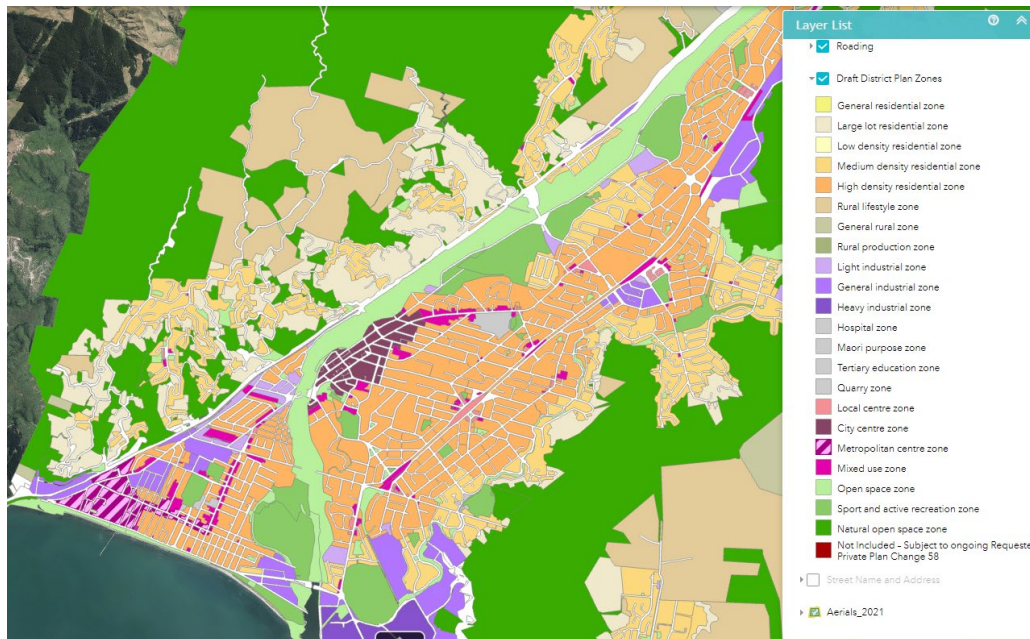 Layer List
Roading
Draft District Plan Zones
General residential zone
Large lot residential zone
Low density residential zone
Medium density residential zone
High density residential zone
Rural lifestyle zone
General rural zone
Rural production zone
Light industrial zone
General industrial zone
Heavy industrial zone
Hospital zone
Maori purpose zone
Tertiary education zone
Quarry zone
Local centre zone
City centre zone
Metropolitan centre zone
Mixed use zone
Open space zone
Sport and active recreation zone
Natural open space zone
Not Included - Subject to ongoing Requeste
Private Plan Change 58
Street Name and Address
Aerials_2021